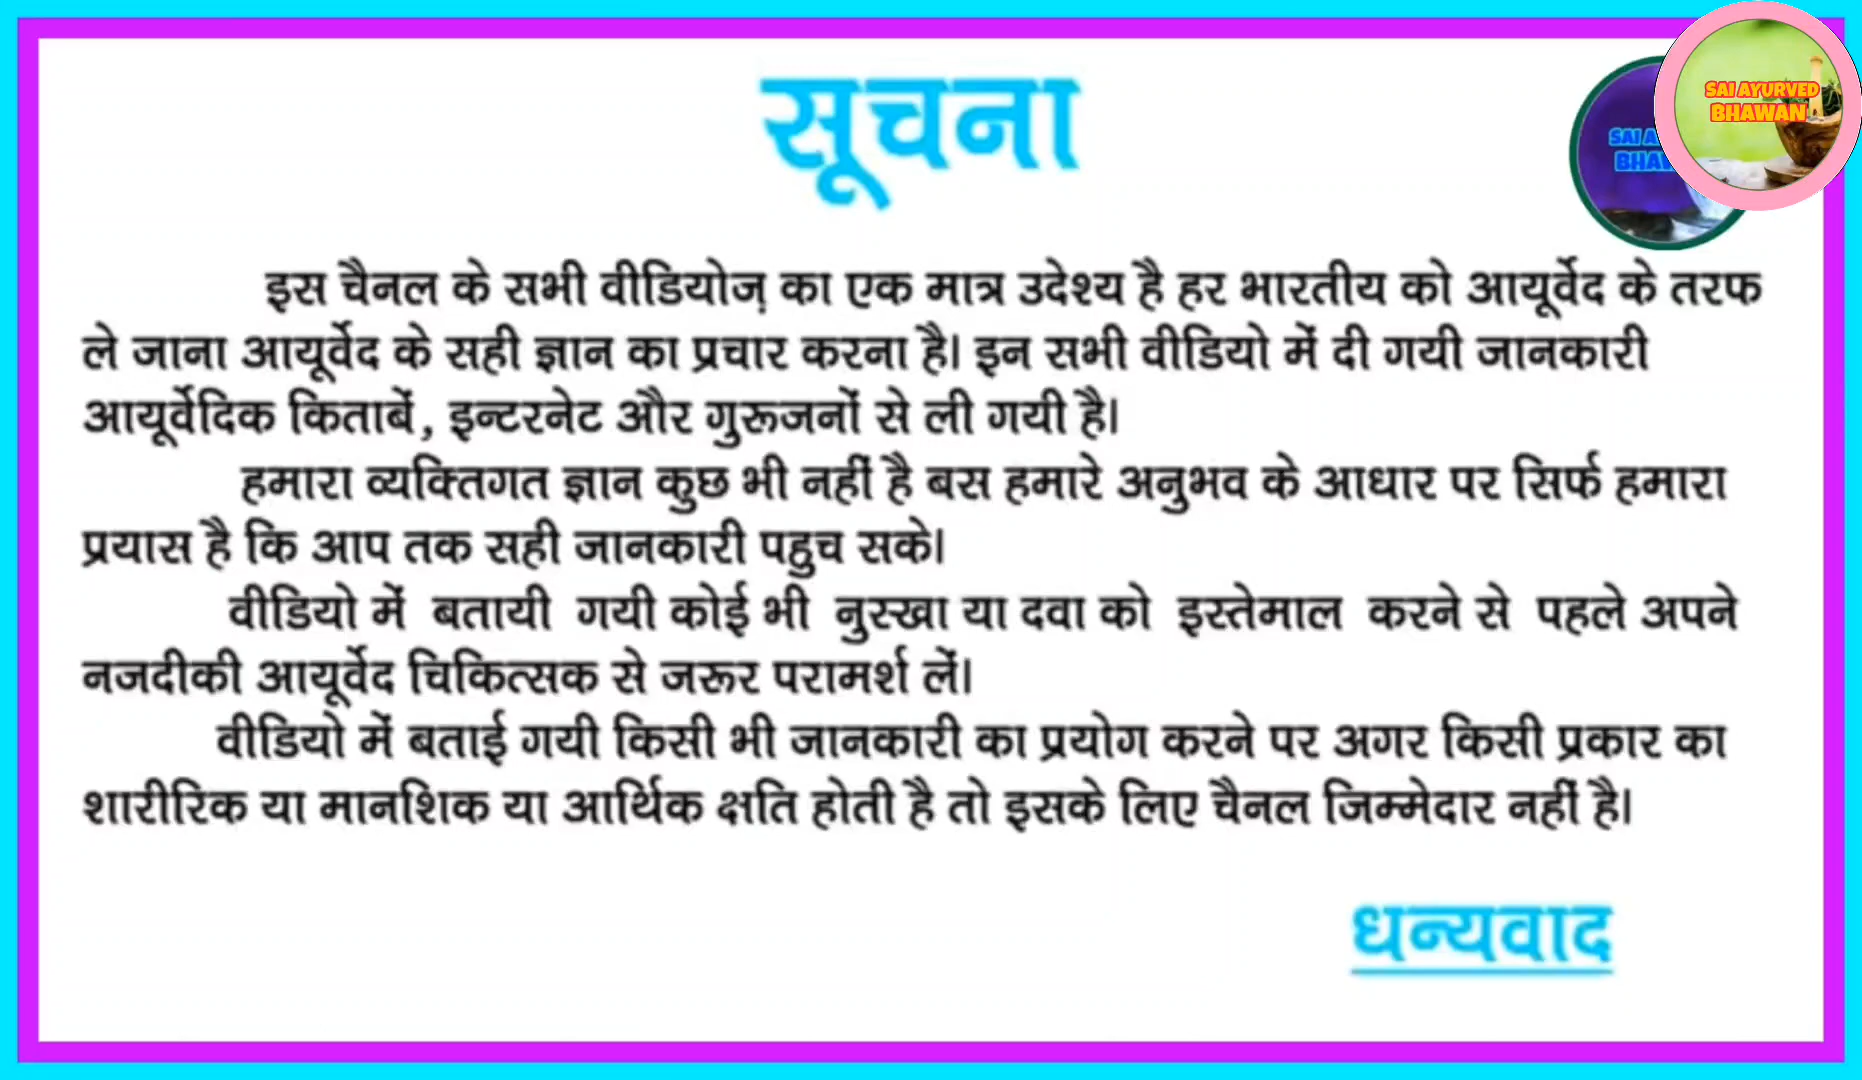 सूचना
SAI AYURVED
BHAWAN
SAI A
BHAW
इस चैनल के सभी वीडियोज़ का एक मात्र उदेश्य है हर भारतीय को आयूर्वेद के तरफ
ले जाना आयूर्वेद के सही ज्ञान का प्रचार करना है। इन सभी वीडियो में दी गयी जानकारी
आयूर्वेदिक किताबें, इन्टरनेट और गुरूजनों से ली गयी है।
हमारा व्यक्तिगत ज्ञान कुछ भी नहीं है बस हमारे अनुभव के आधार पर सिर्फ हमारा
प्रयास है कि आप तक सही जानकारी पहुच सके।
वीडियो में बतायी गयी कोई भी नुस्खा या दवा को इस्तेमाल करने से पहले अपने
नजदीकी आयूर्वेद चिकित्सक से जरूर परामर्श लें।
वीडियो में बताई गयी किसी भी जानकारी का प्रयोग करने पर अगर किसी प्रकार का
शारीरिक या मानशिक या आर्थिक क्षति होती है तो इसके लिए चैनल जिम्मेदार नहीं है।
धन्यवाद